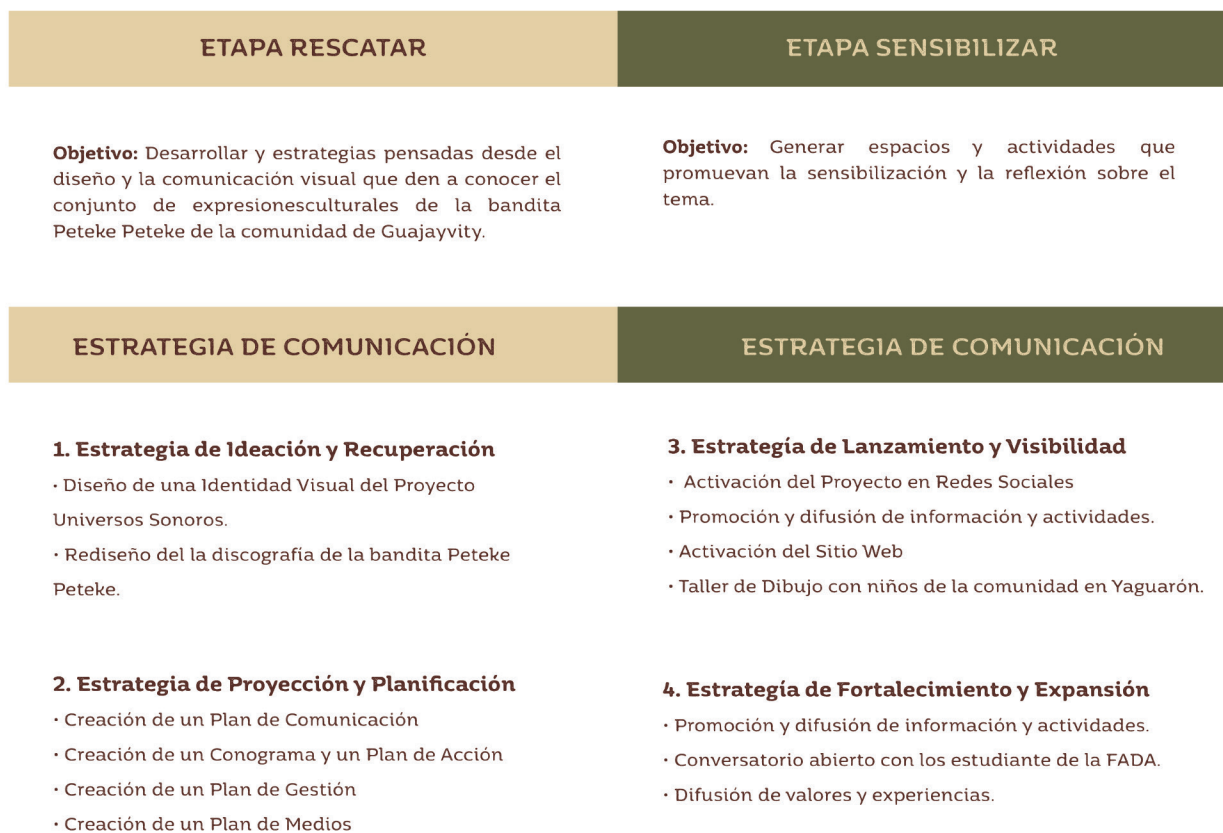 ETAPA RESCATAR
Objetivo: Desarrollar y estrategias pensadas desde el
diseño y la comunicación visual que den a conocer el
conjunto de expresionesculturales de la bandita
Peteke Peteke de la comunidad de Guajayvity.
ETAPA SENSIBILIZAR
Objetivo: Generar espacios y actividades que
promuevan la sensibilización y la reflexión sobre el
tema.
ESTRATEGIA DE COMUNICACIÓN
1. Estrategia de Ideación y Recuperación
· Diseño de una Identidad Visual del Proyecto
Universos Sonoros.
· Rediseño del la discografía de la bandita Peteke
Peteke.
2. Estrategia de Proyección y Planificación
· Creación de un Plan de Comunicación
· Creación de un Conograma y un Plan de Acción
· Creación de un Plan de Gestión
· Creación de un Plan de Medios
ESTRATEGIA DE COMUNICACIÓN
3. Estrategía de Lanzamiento y Visibilidad
· Activación del Proyecto en Redes Sociales
· Promoción y difusión de información y actividades.
· Activación del Sitio Web
· Taller de Dibujo con niños de la comunidad en Yaguarón.
4. Estrategía de Fortalecimiento y Expansión
· Promoción y difusión de información y actividades.
· Conversatorio abierto con los estudiante de la FADA.
· Difusión de valores y experiencias.